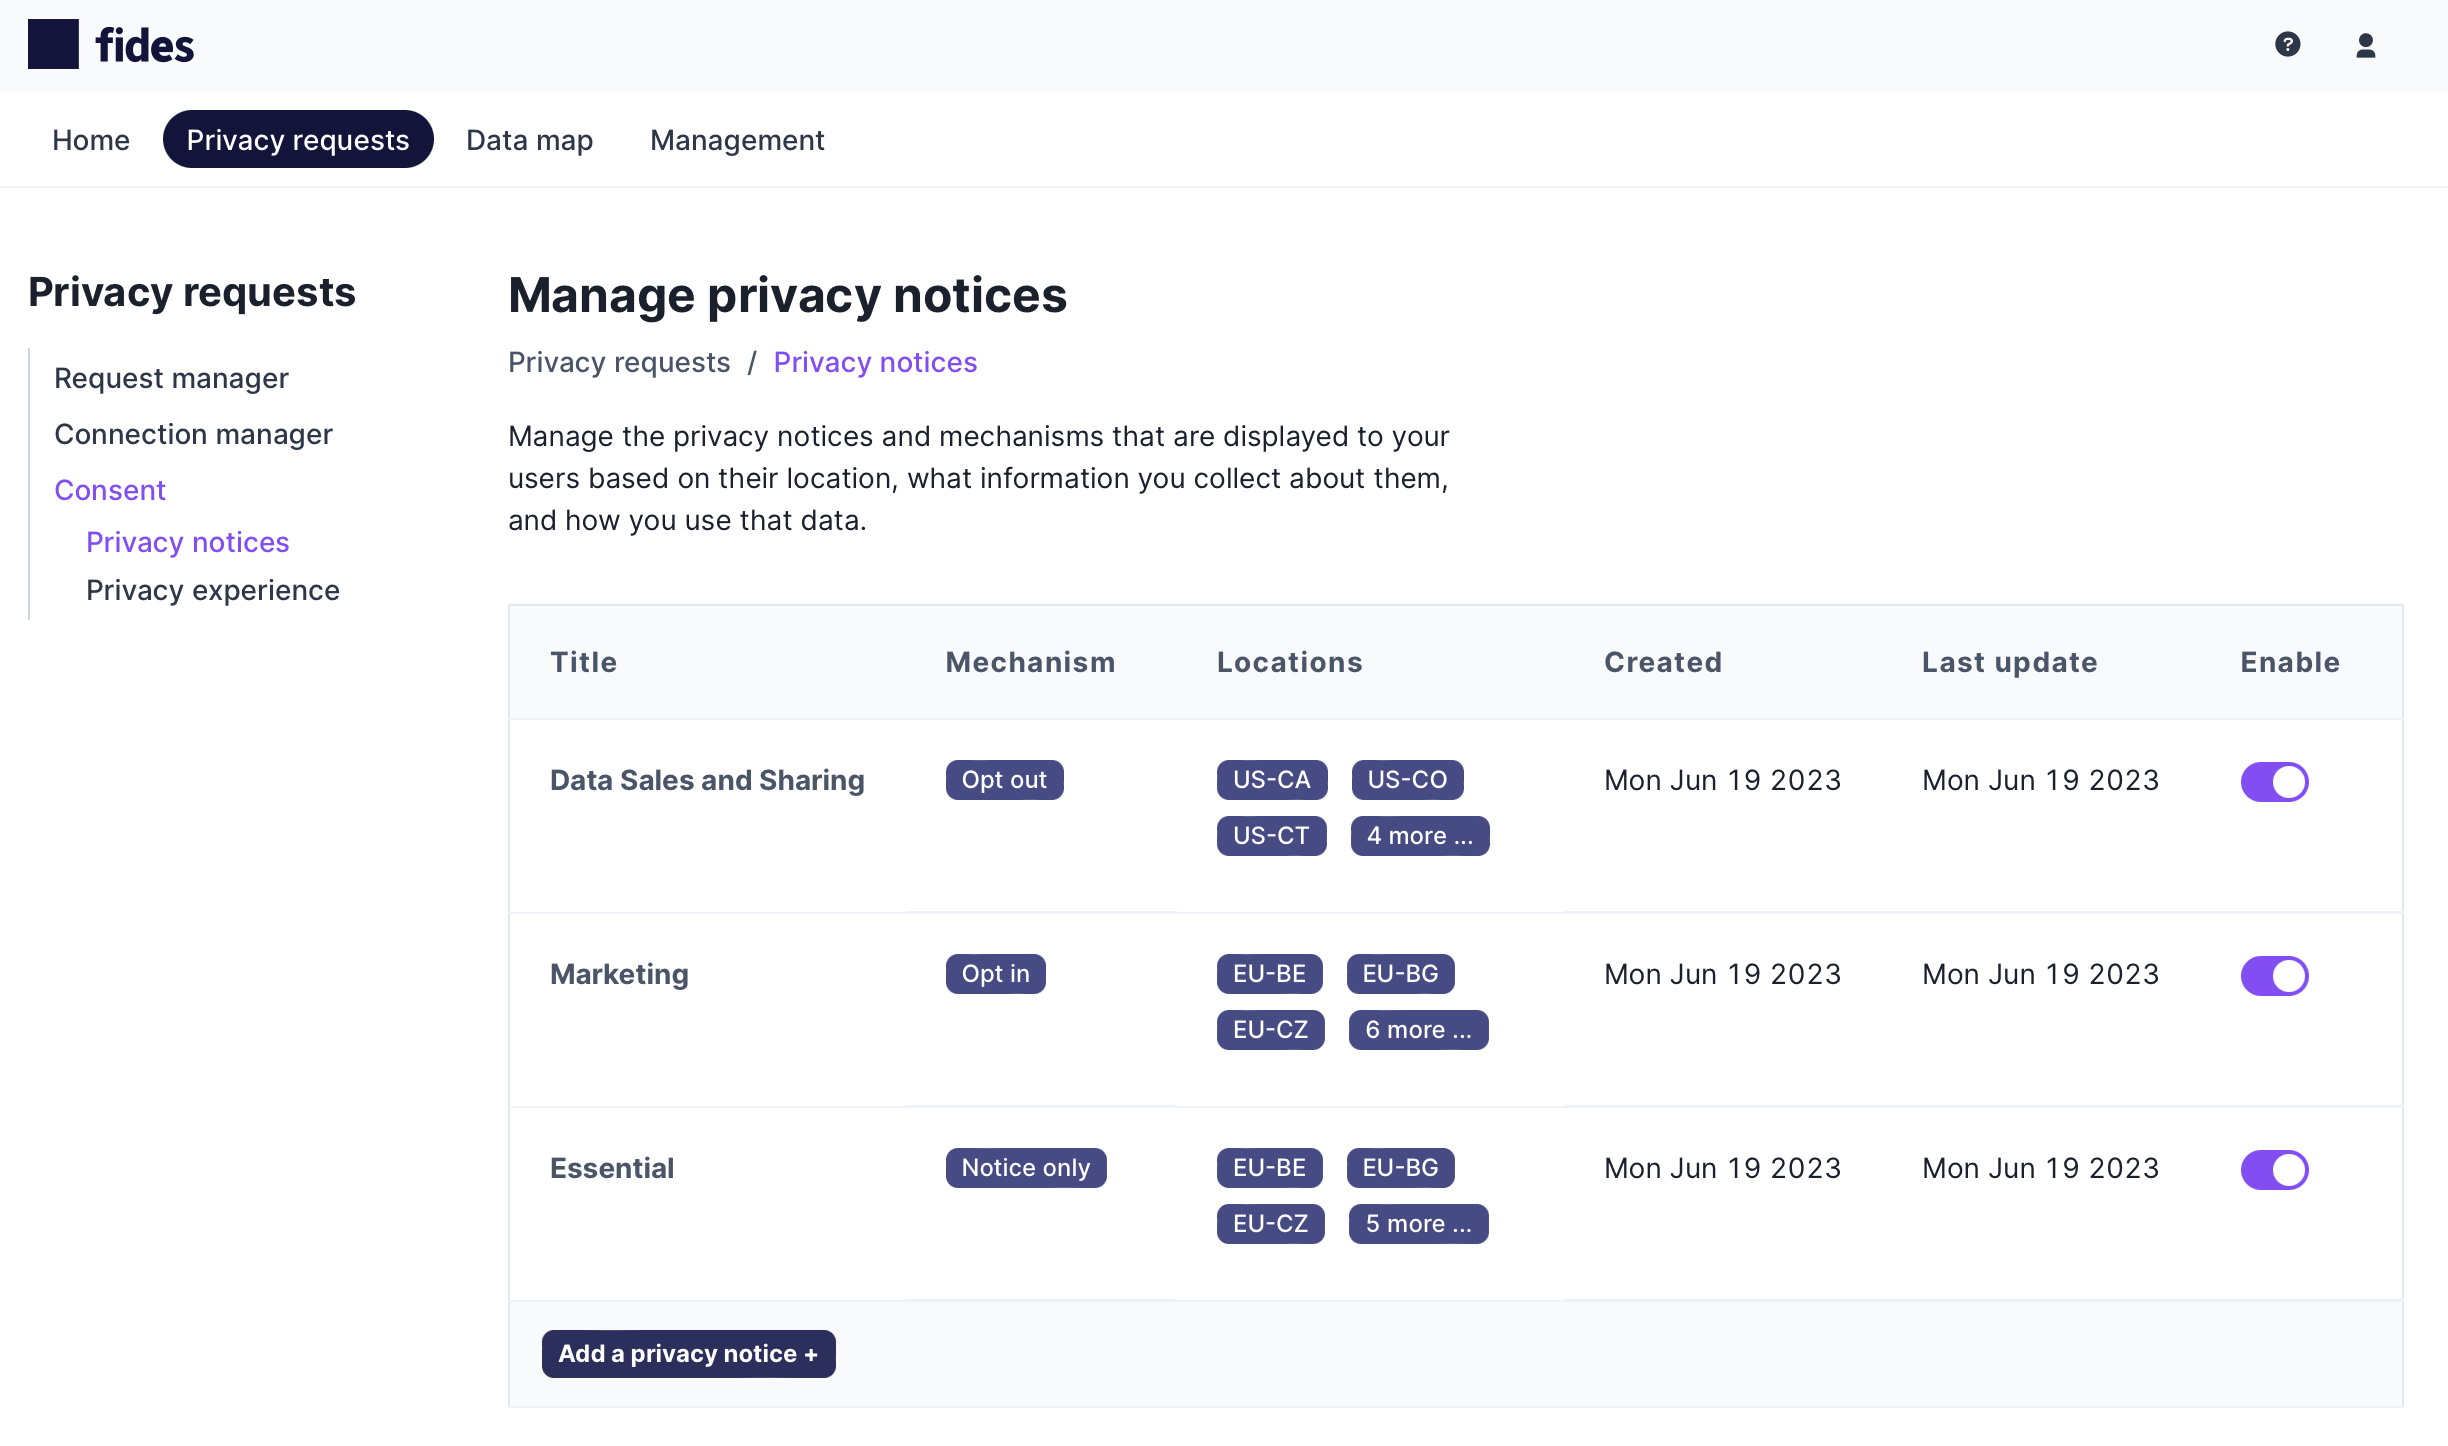 fides
?
Home Privacy requests Data map Management
Privacy requests
Request manager
Connection manager
Consent
Privacy notices
Privacy experience
Manage privacy notices
Privacy requests / Privacy notices
Manage the privacy notices and mechanisms that are displayed to your
users based on their location, what information you collect about them,
and how you use that data.
Title Mechanism Locations Created Last update Enable
Data Sales and Sharing Opt out US-CA US-CO Mon Jun 19 2023 Mon Jun 19 2023
US-CT 4 more ...
Marketing Opt in EU-BE EU-BG Mon Jun 19 2023 Mon Jun 19 2023
EU-CZ 6 more ...
Essential Notice only EU-BE EU-BG Mon Jun 19 2023 Mon Jun 19 2023
EU-CZ 5 more ...
Add a privacy notice +